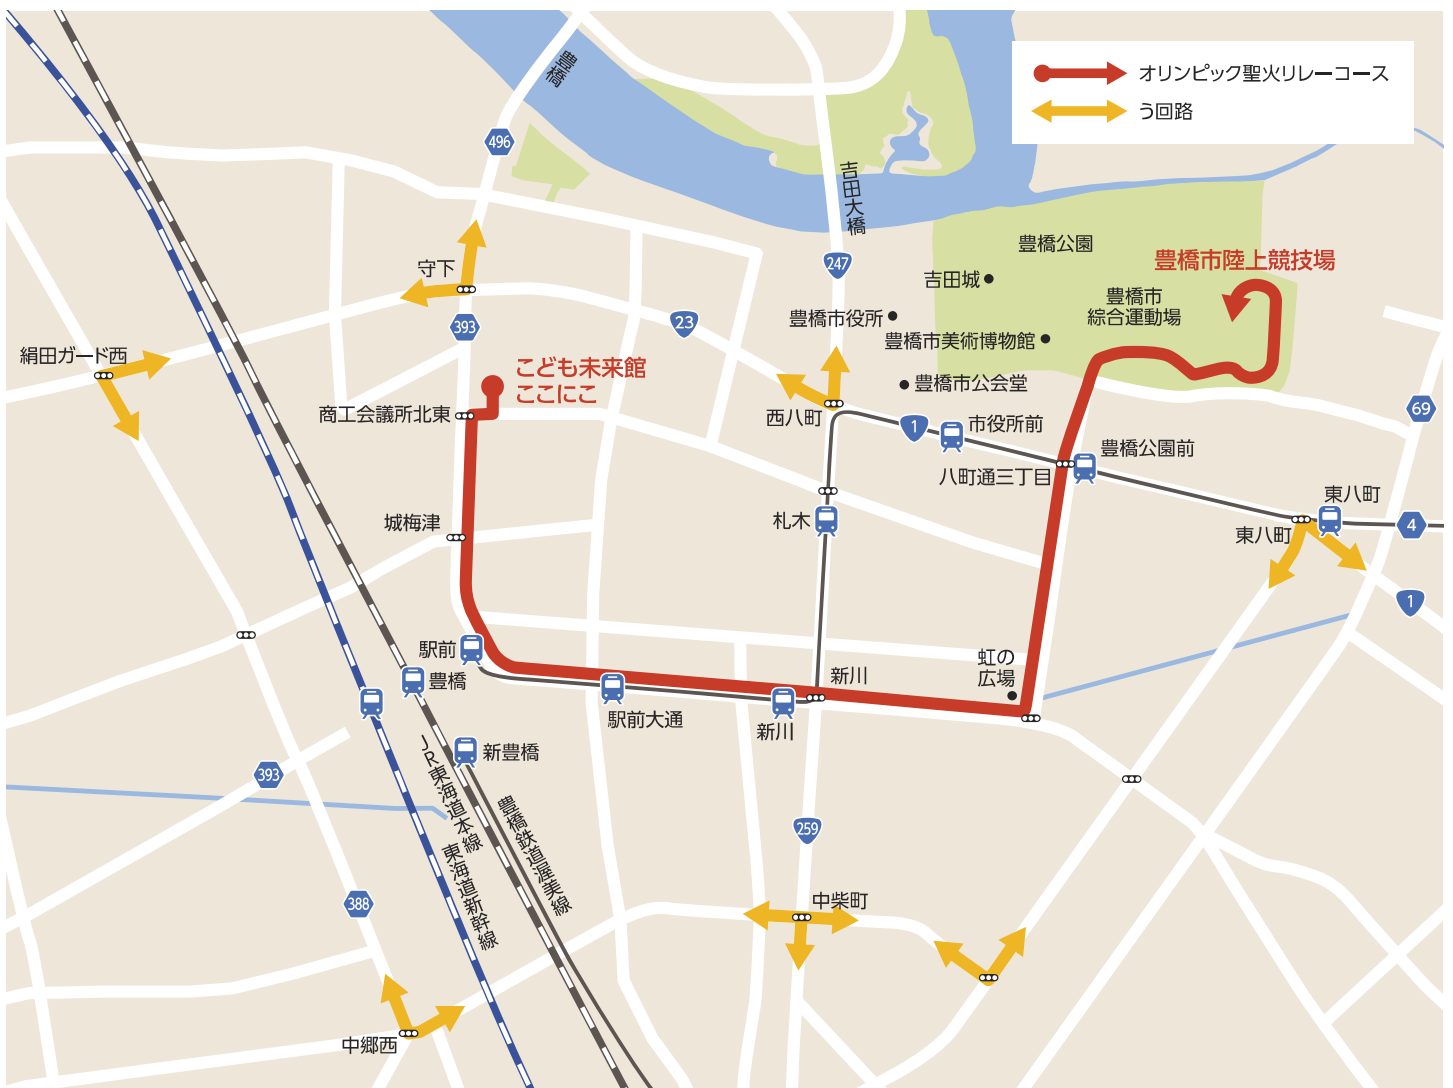 オリンピック聖火リレーコース
う回路
豊橋
496
吉田大橋
247
豊橋公園
吉田城
豊橋市陸上競技場
守下
豊橋市
綜合運動場
393
23
豊橋市役所
豊橋市美術博物館
絹田ガード西
こども未来館
ここにこ
豊橋市公会堂
商工会議所北東
西八町
1
市役所前
69
豊橋公園前
八町通三丁目
東八町
東八町
4
城梅津
札木
1
駅前
豊橋
虹の
広場
新川
駅前大通
新川
新豊橋
393
JR東海道本線
東海道新幹線
豊橋鉄道渥美線
259
388
中柴町
中郷西